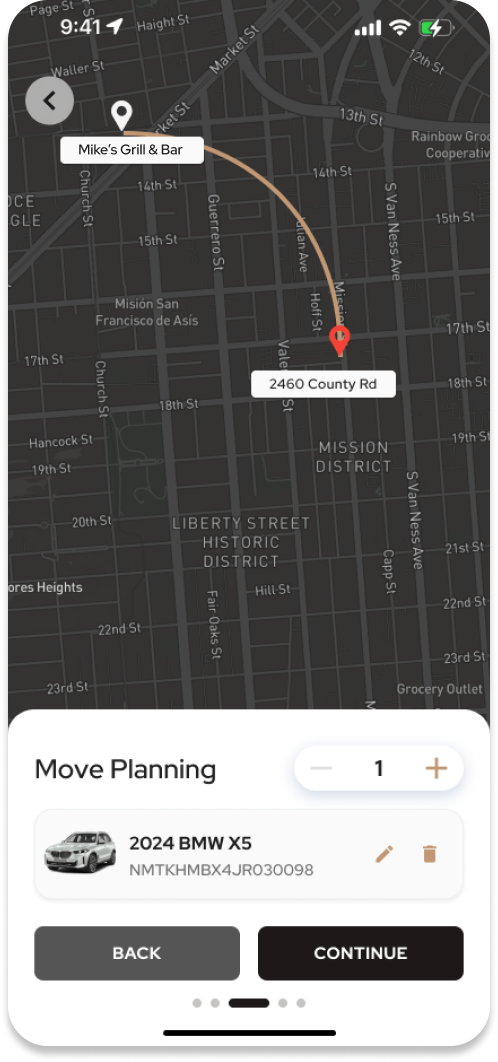 Page St
Haight St
9:41
Market St
12th St
Waller St
13th St
Mike's Grill & Bar
Rainbow Groc
Cooperativ
14th St
14th St
Church St
Guerrero St
S Van Ness Ave
OCE
GLE
15th St
15th St
Julian Ave
Misión San
Francisco de Asís
Hoff St
Mission
17th St
17th St
Church St
2460 County Rd
18th St
18th St
Hancock St
19th St
19th St
MISSION
DISTRICT
20th St
LIBERTY STREET
HISTORIC
DISTRICT
S Van Ness Ave
21st St
Capp St
ores Heights
Hill St
Fair Oaks St
22nd St
22nd St
23rd St
23rd St
Grocery Outlet
Move Planning
1
2024 BMW X5
NMTKHMBX4JR030098
BACK
CONTINUE